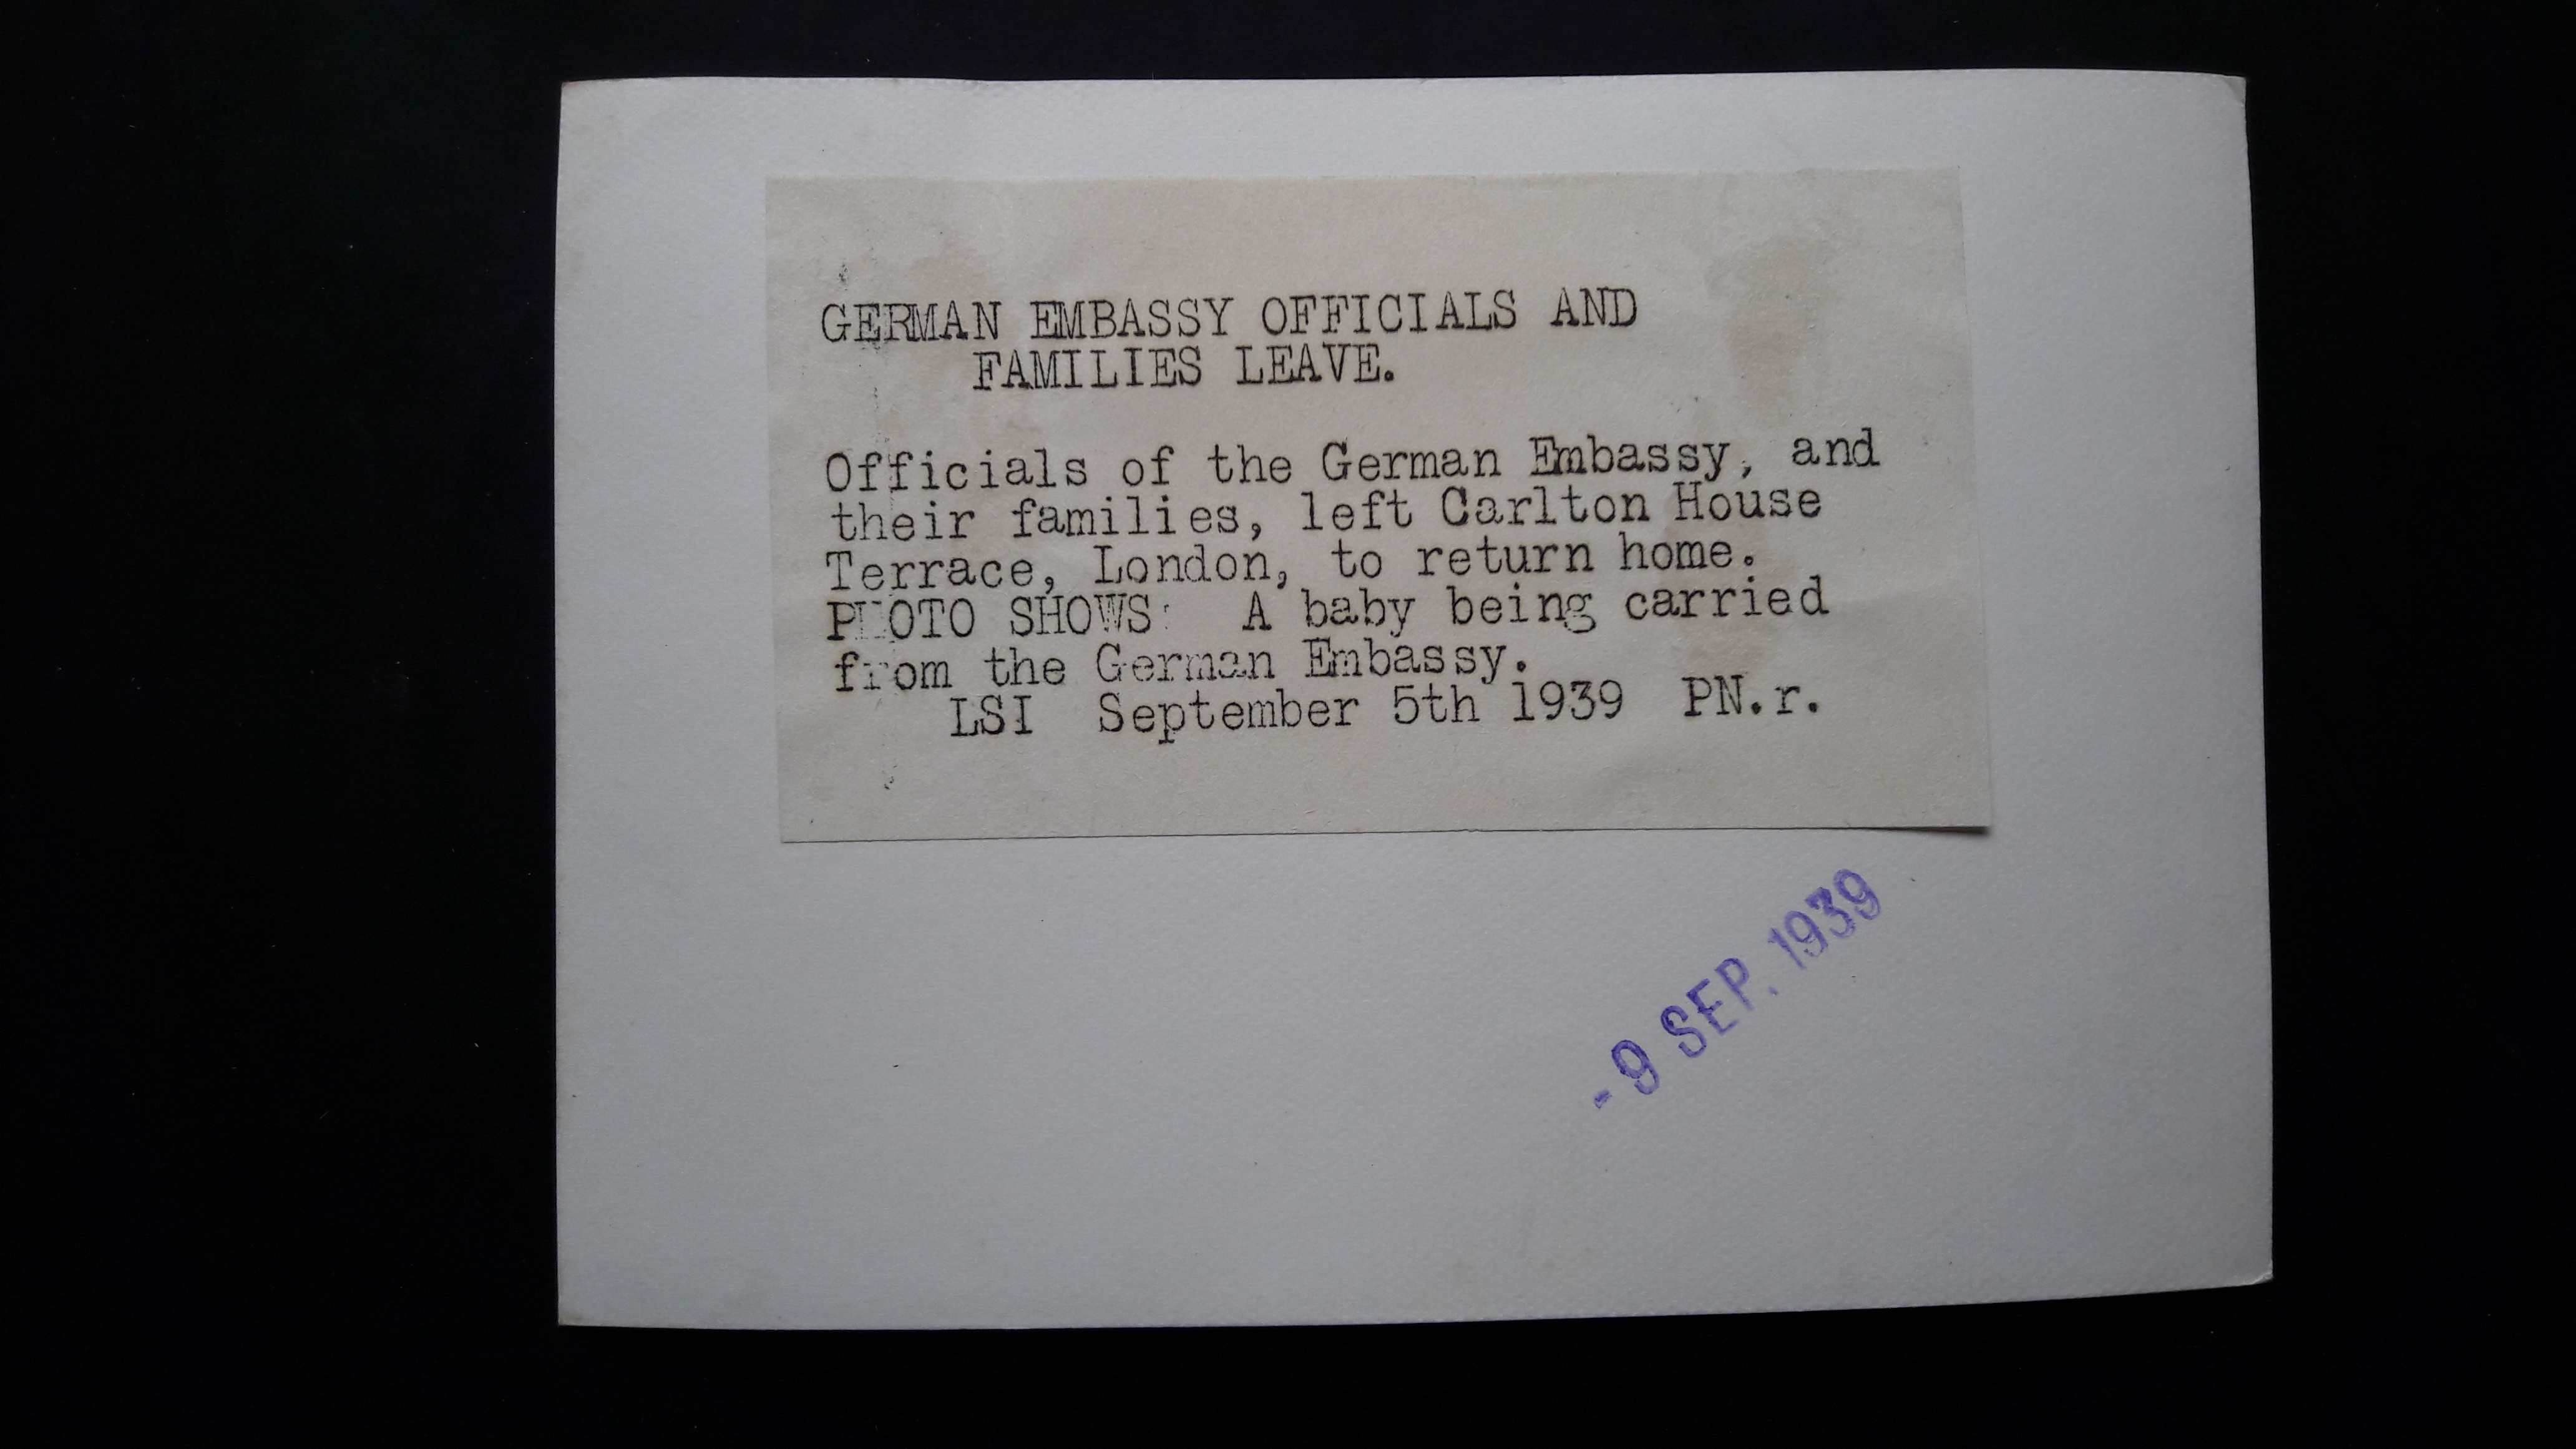 GERMAN EMBASSY OFFICIALS AND
FAMILIES LEAVE.
Officials of the German Embassy, and
their families, left Carlton House
Terrace, London, to return home.
PHOTO SHOWS: A baby being carried
from the German Embassy.
LSI September 5th 1939 PN.r.
- 9 SEP. 1939